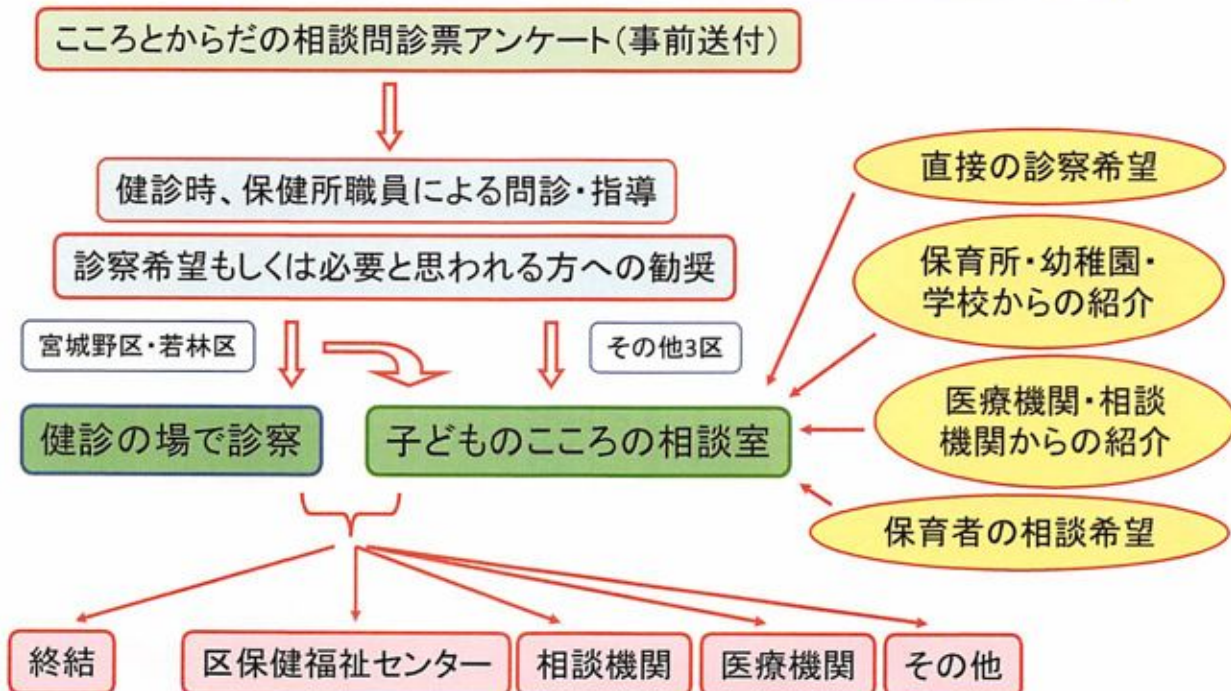 こころとからだの相談問診票アンケート(事前送付)
健診時、保健所職員による問診・指導
診察希望もしくは必要と思われる方への勧奨
宮城野区・若林区
その他3区
健診の場で診察
子どものこころの相談室
直接の診察希望
保育所・幼稚園・
学校からの紹介
医療機関・相談
機関からの紹介
保育者の相談希望
終結
区保健福祉センター
相談機関
医療機関
その他